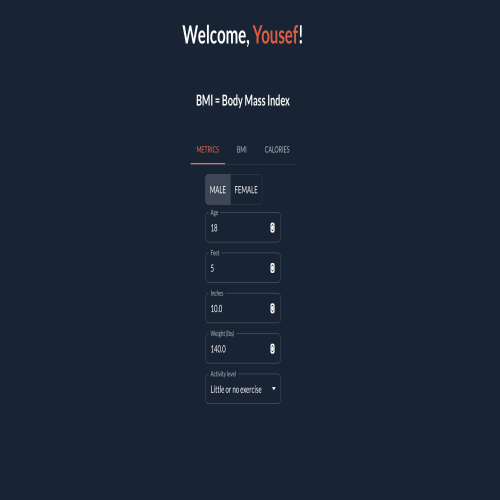 Welcome, Yousef!
BMI = Body Mass Index
METRICS BMI CALORIES
MALE FEMALE
Age
18
Feet
5
Inches
10.0
Weight (lbs)
140.0
Activity level
Little or no exercise